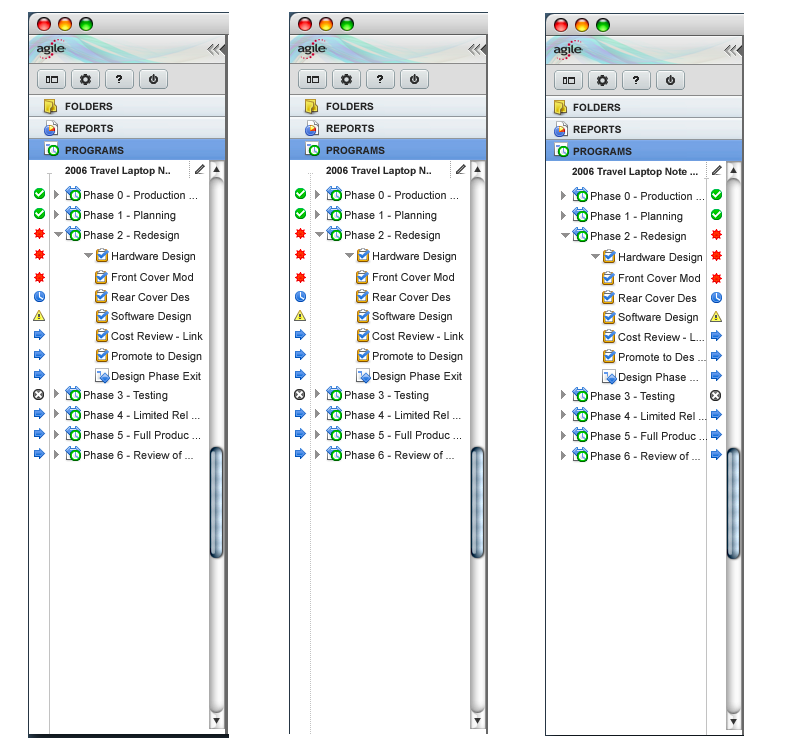 agile
?
FOLDERS
REPORTS
PROGRAMS
2006 Travel Laptop N..
Phase 0 - Production ...
Phase 1 - Planning
Phase 2 - Redesign
Hardware Design
Front Cover Mod
Rear Cover Des
Software Design
Cost Review - Link
Promote to Design
Design Phase Exit
Phase 3 - Testing
Phase 4 - Limited Rel ...
Phase 5 - Full Produc ...
Phase 6 - Review of ...
agile
?
FOLDERS
REPORTS
PROGRAMS
2006 Travel Laptop N..
Phase 0 - Production ...
Phase 1 - Planning
Phase 2 - Redesign
Hardware Design
Front Cover Mod
Rear Cover Des
Software Design
Cost Review - Link
Promote to Design
Design Phase Exit
Phase 3 - Testing
Phase 4 - Limited Rel ...
Phase 5 - Full Produc ...
Phase 6 - Review of ...
agile
?
FOLDERS
REPORTS
PROGRAMS
2006 Travel Laptop Note ...
Phase 0 - Production ...
Phase 1 - Planning
Phase 2 - Redesign
Hardware Design
Front Cover Mod
Rear Cover Des
Software Design
Cost Review - L...
Promote to Des ...
Design Phase ...
Phase 3 - Testing
Phase 4 - Limited Rel ...
Phase 5 - Full Produc ...
Phase 6 - Review of ...